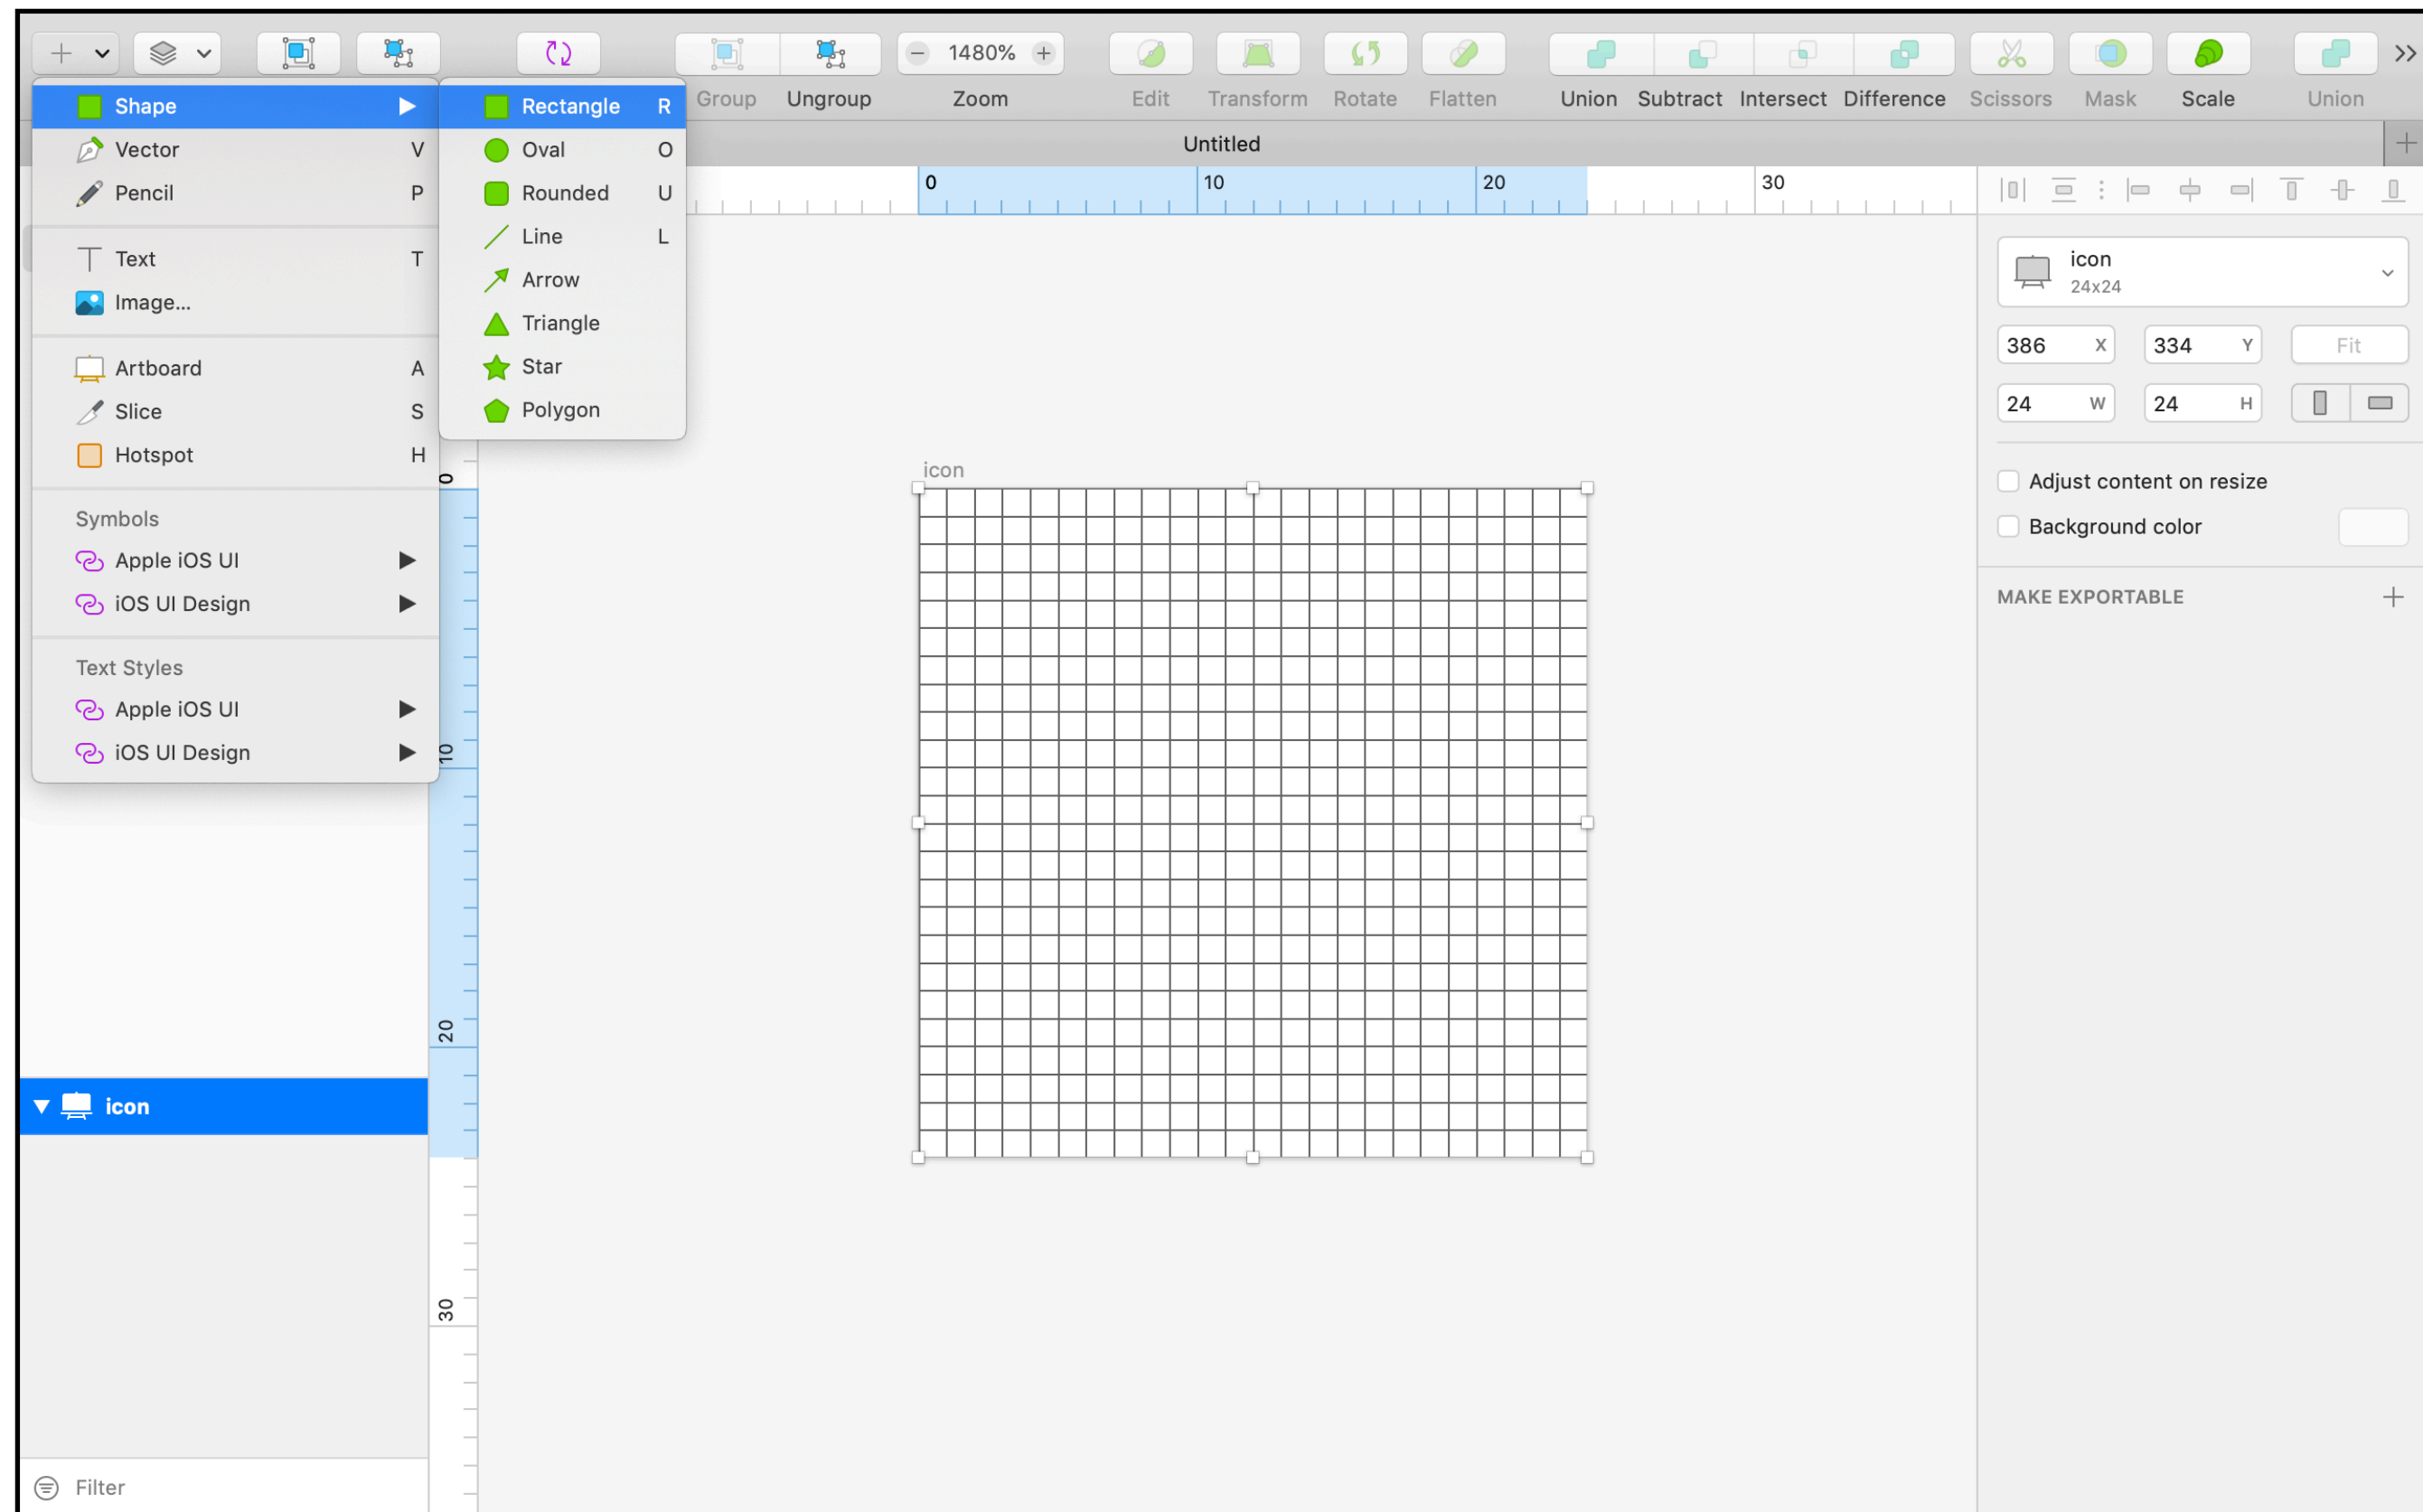 1480%
Group
Ungroup
Zoom
Edit
Transform
Rotate
Flatten
Union
Subtract
Intersect
Difference
Scissors
Mask
Scale
Union
Untitled
Shape
Vector V
Pencil P
Text T
Image...
Artboard A
Slice S
Hotspot H
Symbols
Apple iOS UI
iOS UI Design
Text Styles
Apple iOS UI
iOS UI Design
Rectangle R
Oval O
Rounded U
Line L
Arrow
Triangle
Star
Polygon
0 10 20 30
0
10
20
30
icon
icon
Filter
icon
24x24
386 X 334 Y Fit
24 W 24 H
Adjust content on resize
Background color
MAKE EXPORTABLE